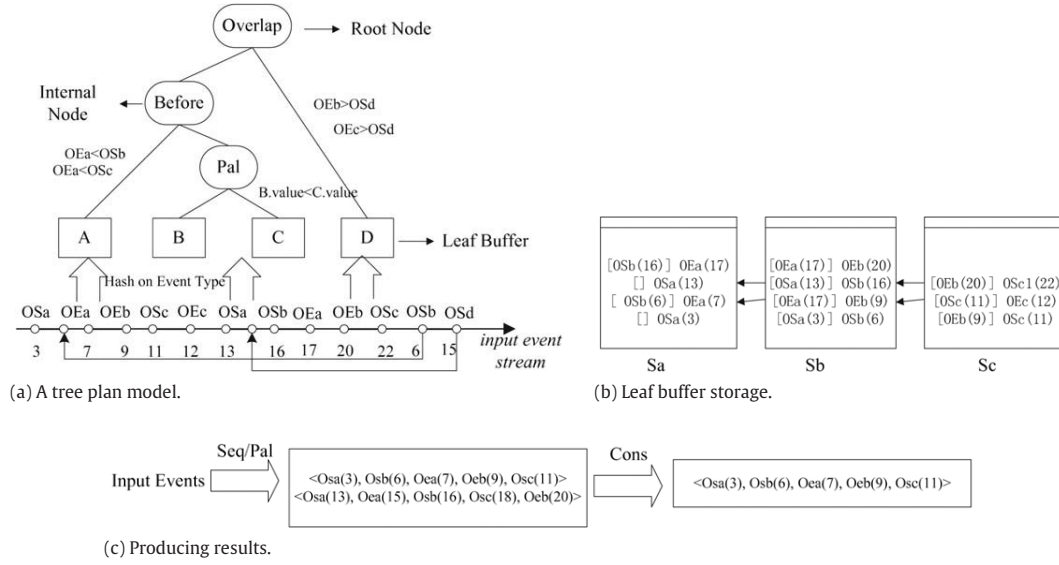 Overlap
Root Node
Internal
Node
Before
OEb>OSd
OEc>OSd
OEa<OSb
OEa<OSc
Pal
B.value<C.value
A
B
C
D
Leaf Buffer
Hash on Event Type
OSa OEa OEb OSc OEc OSa OSb OEa OEb OSc OSb OSd
3 7 9 11 12 13 16 17 20 22 6 15
input event
stream
(a) A tree plan model.
[OSb(16)] OEa(17)
[] OSa(13)
[ OSb(6)] OEa(7)
[] OSa(3)
Sa
[OEa(17)] OEb(20)
[OSa(13)] OSb(16)
[OEa(17)] OEb(9)
[OSa(3)] OSb(6)
Sb
[OEb(20)] OSc1(22)
[OSc(11)] OEc(12)
[OEb(9)] OSc(11)
Sc
(b) Leaf buffer storage.
Input Events
Seq/Pal
<Osa(3), Osb(6), Oea(7), Oeb(9), Osc(11)>
<Osa(13), Oea(15), Osb(16), Osc(18), Oeb(20)>
Cons
<Osa(3), Osb(6), Oea(7), Oeb(9), Osc(11)>
(c) Producing results.